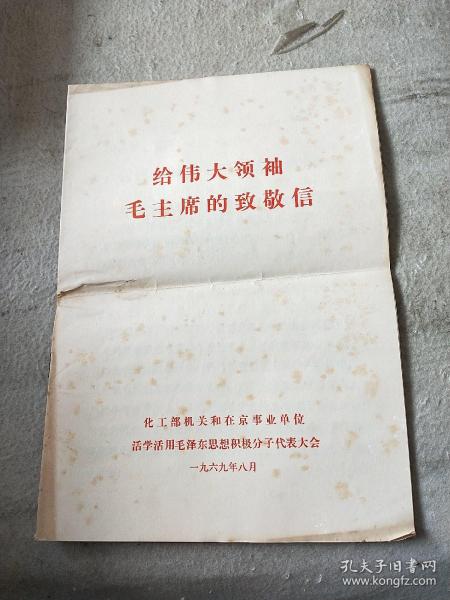 给伟大领袖
毛主席的致敬信
化工部机关和在京事业单位
活学活用毛泽东思想积极分子代表大会
一九六九年八月
孔夫子旧书网
www.kongfz.com